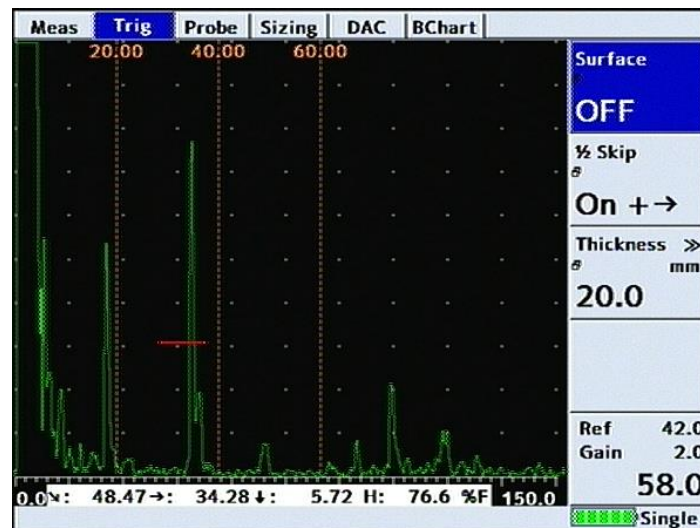 Meas Trig Probe Sizing DAC BChart
20.00 40.00 60.00
Surface
OFF
½ Skip
On +→
Thickness ≫
mm
20.0
Ref 42.0
Gain 2.0
58.0
0.0 ↘: 48.47 →: 34.28 ↓: 5.72 H: 76.6 %F 150.0
Single